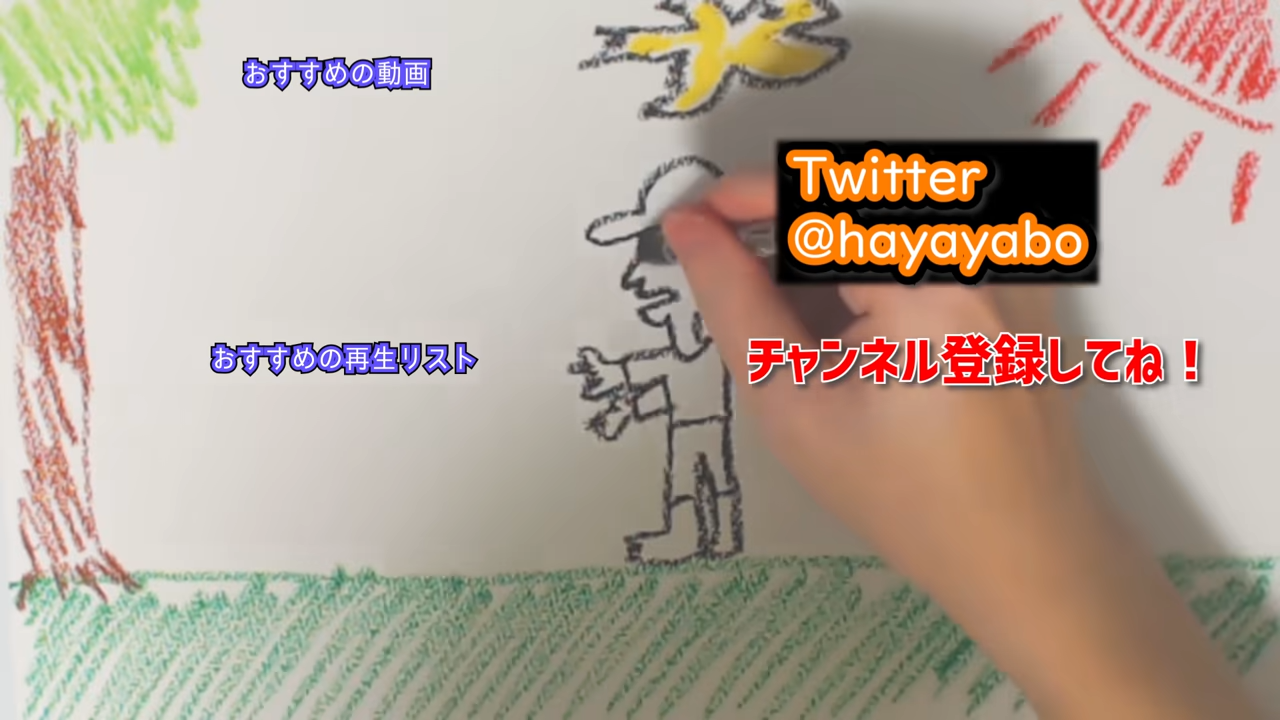 おすすめの動画
Twitter
@hayayabo
おすすめの再生リスト
チャンネル登録してね！